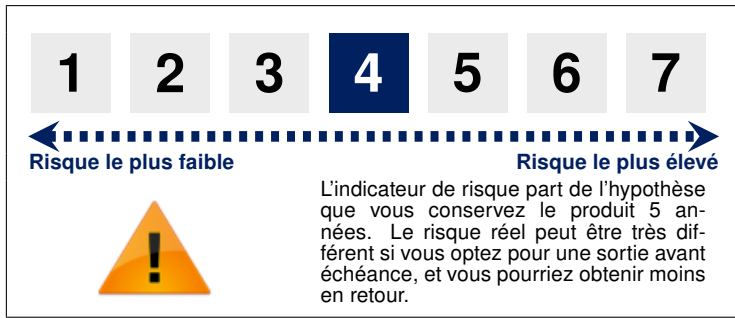 1 2 3 4 5 6 7
Risque le plus faible Risque le plus élevé
L'indicateur de risque part de l'hypothèse
que vous conservez le produit 5 an-
nées. Le risque réel peut être très dif-
férent si vous optez pour une sortie avant
échéance, et vous pourriez obtenir moins
en retour.
!